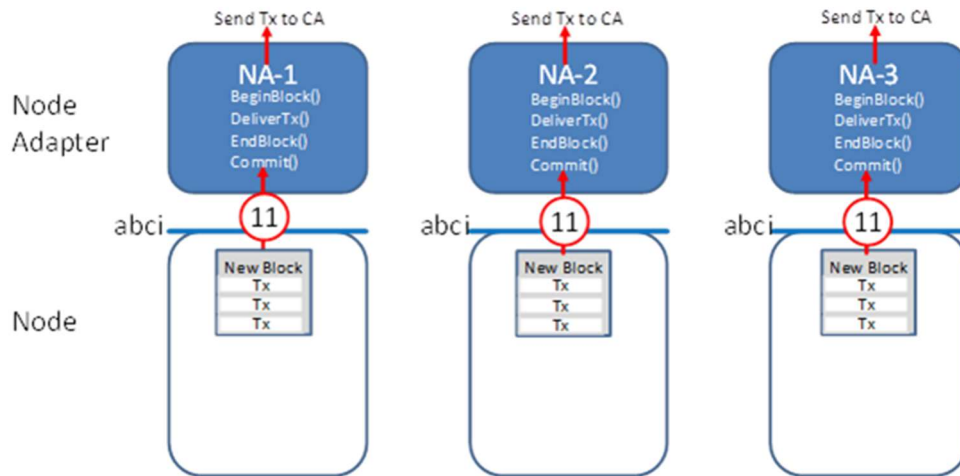 Send Tx to CA
Send Tx to CA
Send Tx to CA
Node
Adapter
NA-1
BeginBlock()
DeliverTx()
EndBlock()
Commit()
NA-2
BeginBlock()
DeliverTx()
EndBlock()
Commit()
NA-3
BeginBlock()
DeliverTx()
EndBlock()
Commit()
abci
11
abci
11
abci
11
Node
New Block
Tx
Tx
Tx
New Block
Tx
Tx
Tx
New Block
Tx
Tx
Tx